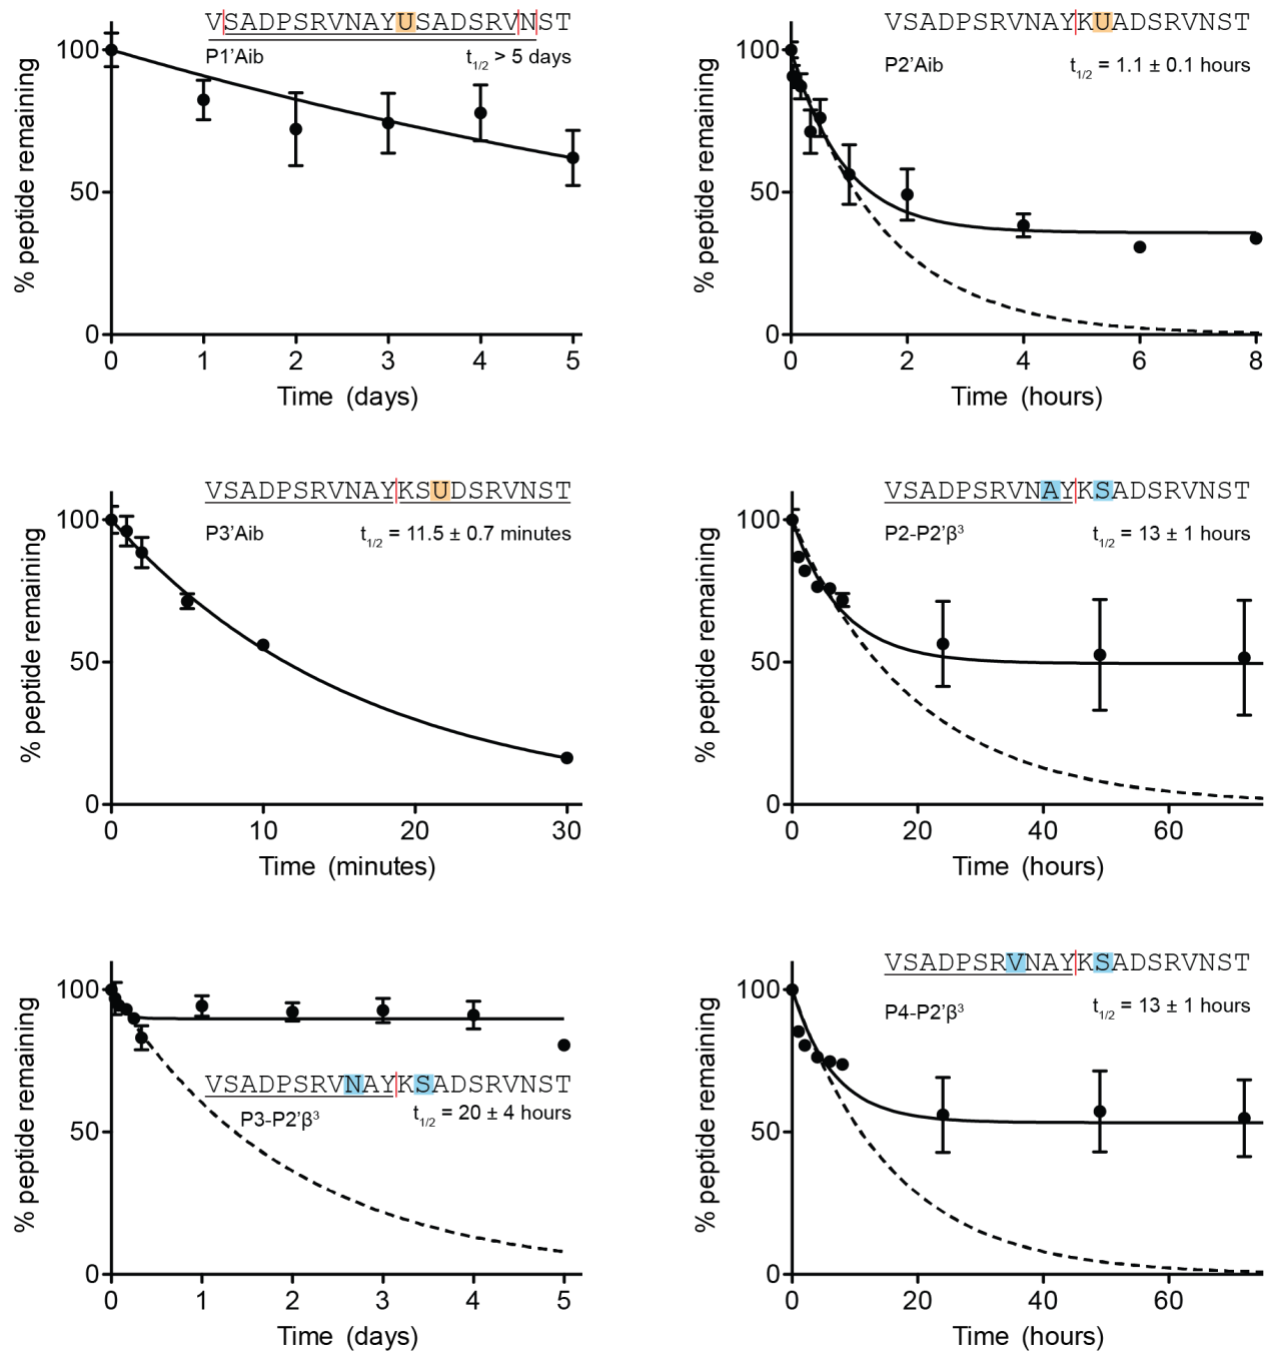 VSADPSRVNAYUSADSRVNST
P1'Aib t1/2 > 5 days
% peptide remaining
100
50
0
0 1 2 3 4 5
Time (days)
VSADPSRVNAYKUADSRVNST
P2'Aib t1/2 = 1.1 ± 0.1 hours
% peptide remaining
100
50
0
0 2 4 6 8
Time (hours)
VSADPSRVNAYKSUDSRVNST
P3'Aib t1/2 = 11.5 ± 0.7 minutes
% peptide remaining
100
50
0
0 10 20 30
Time (minutes)
VSADPSRVNAYKSADSRVNST
P2-P2'β³ t1/2 = 13 ± 1 hours
% peptide remaining
100
50
0
0 20 40 60
Time (hours)
% peptide remaining
100
50
0
VSADPSRVNAYKSADSRVNST
P3-P2'β³ t1/2 = 20 ± 4 hours
0 1 2 3 4 5
Time (days)
VSADPSRVNAYKSADSRVNST
P4-P2'β³ t1/2 = 13 ± 1 hours
% peptide remaining
100
50
0
0 20 40 60
Time (hours)